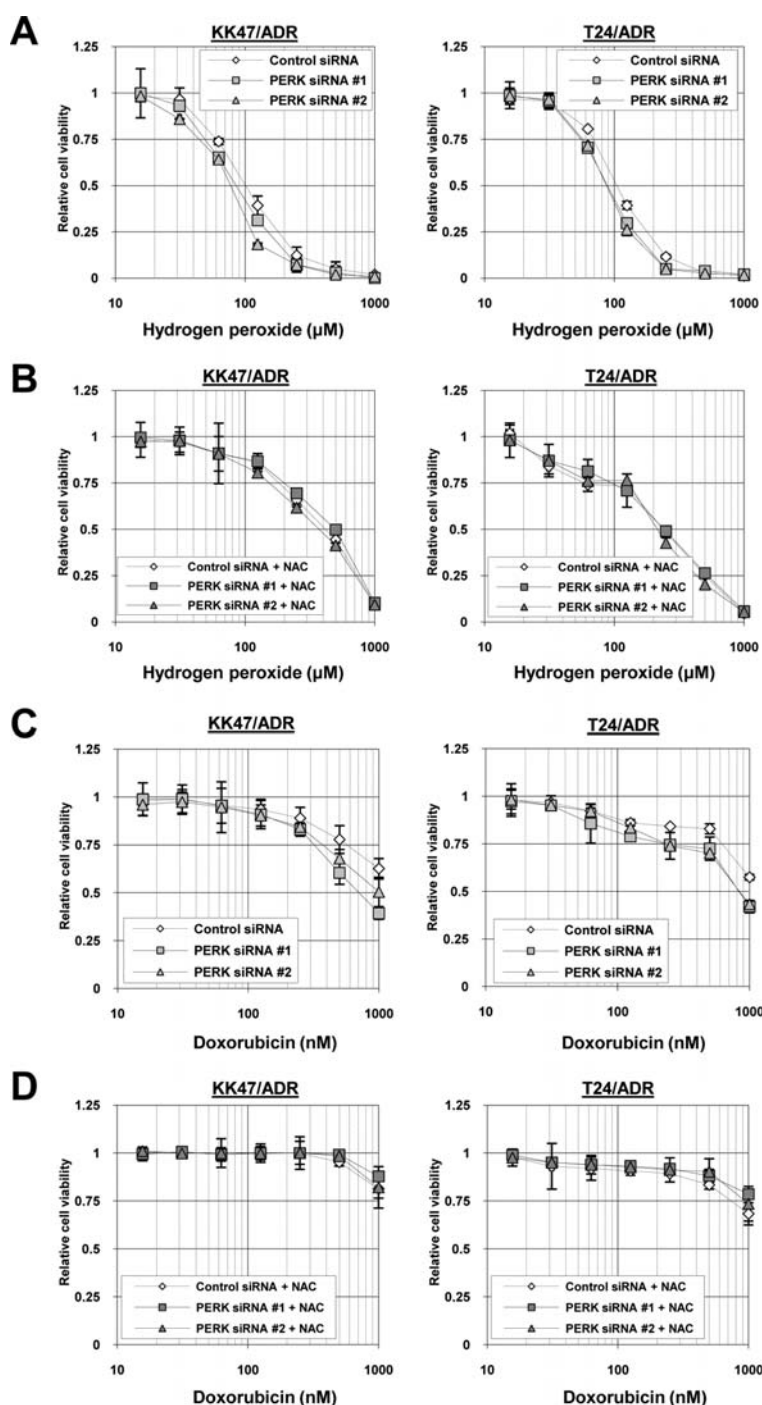 A
KK47/ADR
T24/ADR
Relative cell viability
1.25
1
0.75
0.5
0.25
0
Control siRNA
PERK siRNA #1
PERK siRNA #2
10
100
1000
Hydrogen peroxide (µM)
Relative cell viability
1.25
1
0.75
0.5
0.25
0
Control siRNA
PERK siRNA #1
PERK siRNA #2
10
100
1000
Hydrogen peroxide (µM)
B
KK47/ADR
T24/ADR
Relative cell viability
1.25
1
0.75
0.5
0.25
0
Control siRNA + NAC
PERK siRNA #1 + NAC
PERK siRNA #2 + NAC
10
100
1000
Hydrogen peroxide (µM)
Relative cell viability
1.25
1
0.75
0.5
0.25
0
Control siRNA + NAC
PERK siRNA #1 + NAC
PERK siRNA #2 + NAC
10
100
1000
Hydrogen peroxide (µM)
C
KK47/ADR
T24/ADR
Relative cell viability
1.25
1
0.75
0.5
0.25
0
Control siRNA
PERK siRNA #1
PERK siRNA #2
10
100
1000
Doxorubicin (nM)
Relative cell viability
1.25
1
0.75
0.5
0.25
0
Control siRNA
PERK siRNA #1
PERK siRNA #2
10
100
1000
Doxorubicin (nM)
D
KK47/ADR
T24/ADR
Relative cell viability
1.25
1
0.75
0.5
0.25
0
Control siRNA + NAC
PERK siRNA #1 + NAC
PERK siRNA #2 + NAC
10
100
1000
Doxorubicin (nM)
Relative cell viability
1.25
1
0.75
0.5
0.25
0
Control siRNA + NAC
PERK siRNA #1 + NAC
PERK siRNA #2 + NAC
10
100
1000
Doxorubicin (nM)